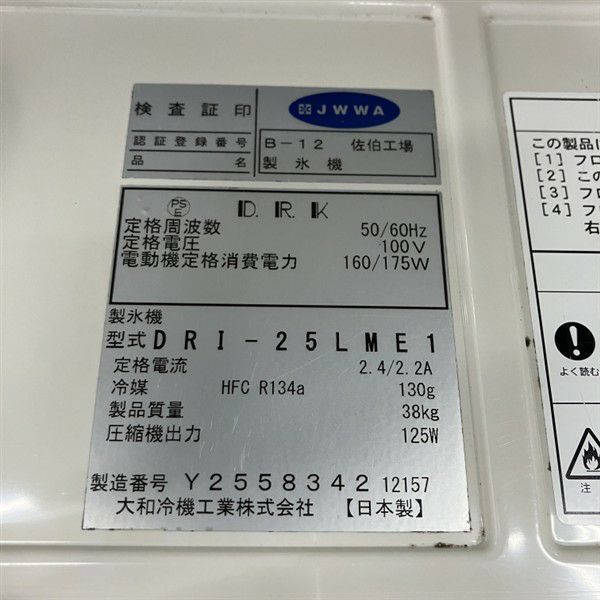 検査証印 JWWA
認証登録番号 B-12 佐伯工場
品名 製氷機
PS E D.R.K
定格周波数 50/60Hz
定格電圧 100V
電動機定格消費電力 160/175W
製氷機
型式 DRI-25LME1
定格電流 2.4/2.2A
冷媒 HFC R134a 130g
製品質量 38kg
圧縮機出力 125W
製造番号 Y2558342 12157
大和冷機工業株式会社 【日本製】
この製品に
[1] フロ
[2] この
[3] フロ
[4] フ
右
よく読む
注